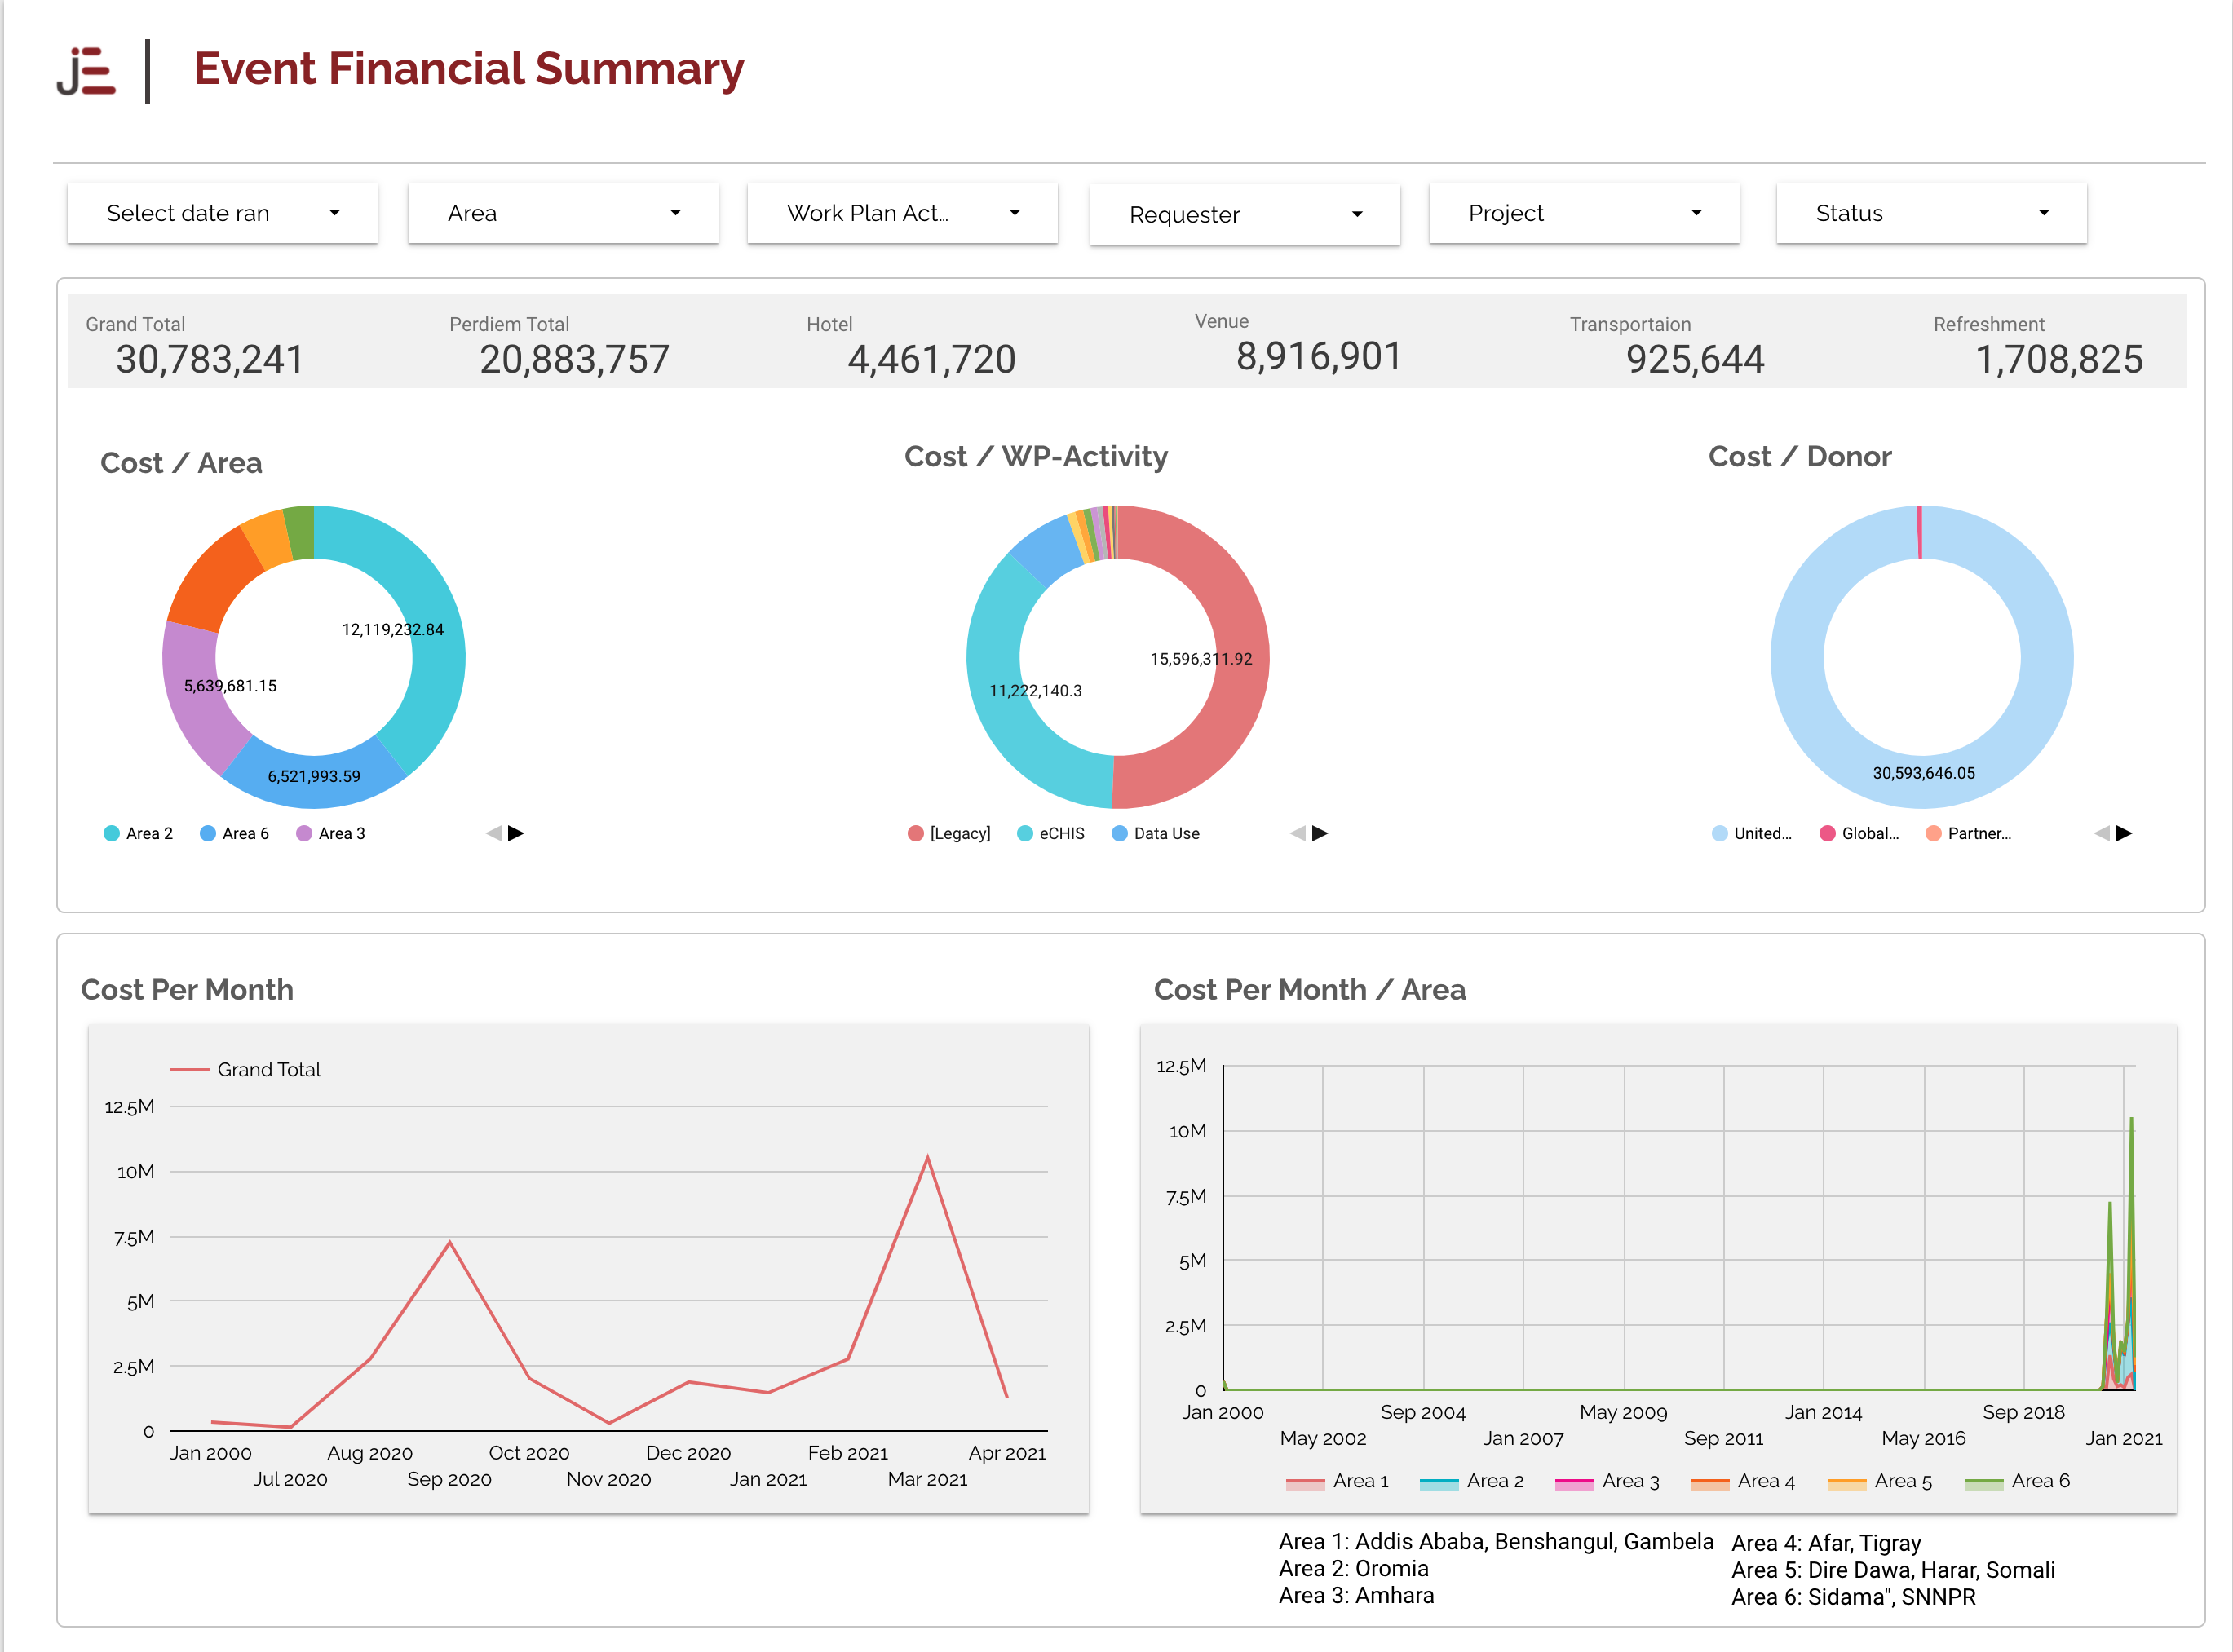 jE
Event Financial Summary
Select date ran
Area
Work Plan Act...
Requester
Project
Status
Grand Total
30,783,241
Perdiem Total
20,883,757
Hotel
4,461,720
Venue
8,916,901
Transportaion
925,644
Refreshment
1,708,825
Cost / Area
12,119,232.84
5,639,681.15
6,521,993.59
Area 2 Area 6 Area 3
Cost / WP-Activity
15,596,311.92
11,222,140.3
[Legacy] eCHIS Data Use
Cost / Donor
30,593,646.05
United... Global... Partner...
Cost Per Month
Grand Total
12.5M
10M
7.5M
5M
2.5M
0
Jan 2000 Aug 2020 Oct 2020 Dec 2020 Feb 2021 Apr 2021
Jul 2020 Sep 2020 Nov 2020 Jan 2021 Mar 2021
Cost Per Month / Area
12.5M
10M
7.5M
5M
2.5M
0
Jan 2000 Sep 2004 May 2009 Jan 2014 Sep 2018
May 2002 Jan 2007 Sep 2011 May 2016 Jan 2021
Area 1 Area 2 Area 3 Area 4 Area 5 Area 6
Area 1: Addis Ababa, Benshangul, Gambela
Area 2: Oromia
Area 3: Amhara
Area 4: Afar, Tigray
Area 5: Dire Dawa, Harar, Somali
Area 6: Sidama", SNNPR